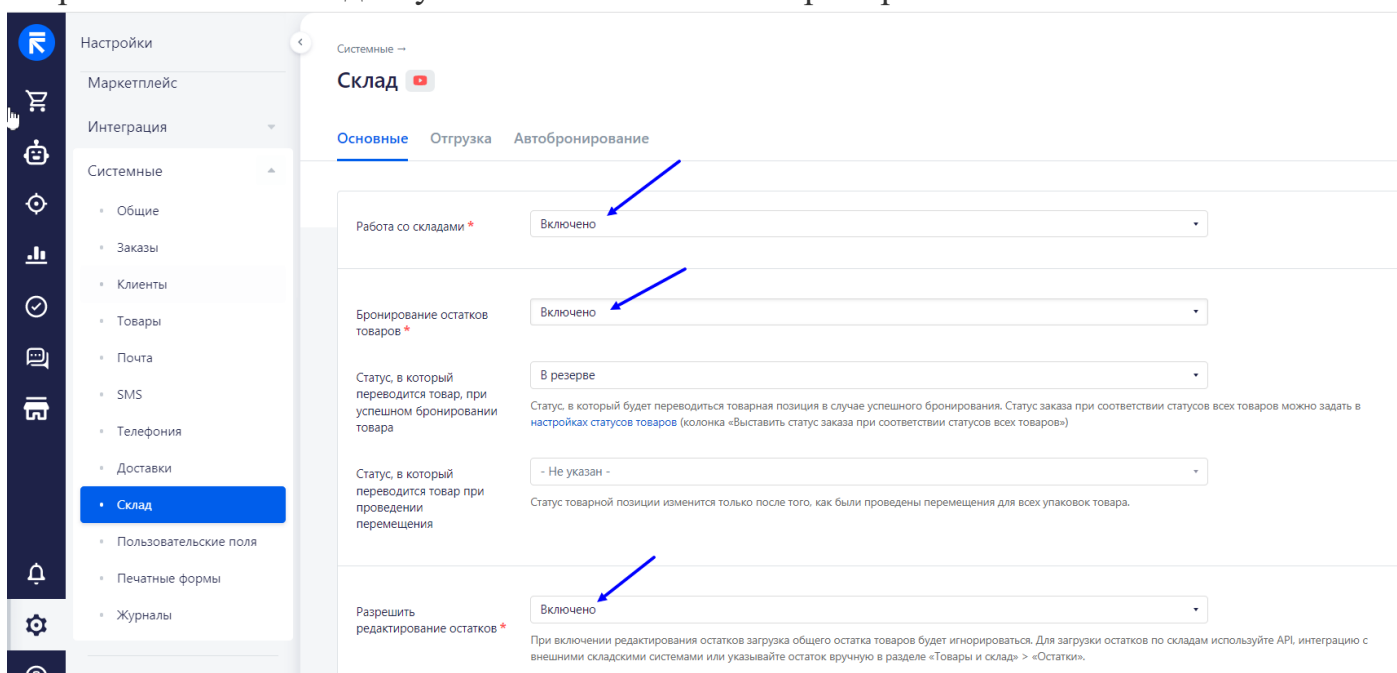 Настройки
Маркетплейс
Интеграция
Системные
Общие
Заказы
Клиенты
Товары
Почта
SMS
Телефония
Доставки
Склад
Пользовательские поля
Печатные формы
Журналы
Системные →
Склад
Основные Отгрузка Автобронирование
Работа со складами * Включено
Бронирование остатков
товаров *
Включено
Статус, в который
переводится товар, при
успешном бронировании
товара
В резерве
Статус, в который будет переводиться товарная позиция в случае успешного бронирования. Статус заказа при соответствии статусов всех товаров можно задать в
настройках статусов товаров (колонка «Выставить статус заказа при соответствии статусов всех товаров»)
Статус, в который
переводится товар при
проведении
перемещения
- Не указан -
Статус товарной позиции изменится только после того, как были проведены перемещения для всех упаковок товара.
Разрешить
редактирование остатков *
Включено
При включении редактирования остатков загрузка общего остатка товаров будет игнорироваться. Для загрузки остатков по складам используйте API, интеграцию с
внешними складскими системами или указывайте остаток вручную в разделе «Товары и склад» > «Остатки».